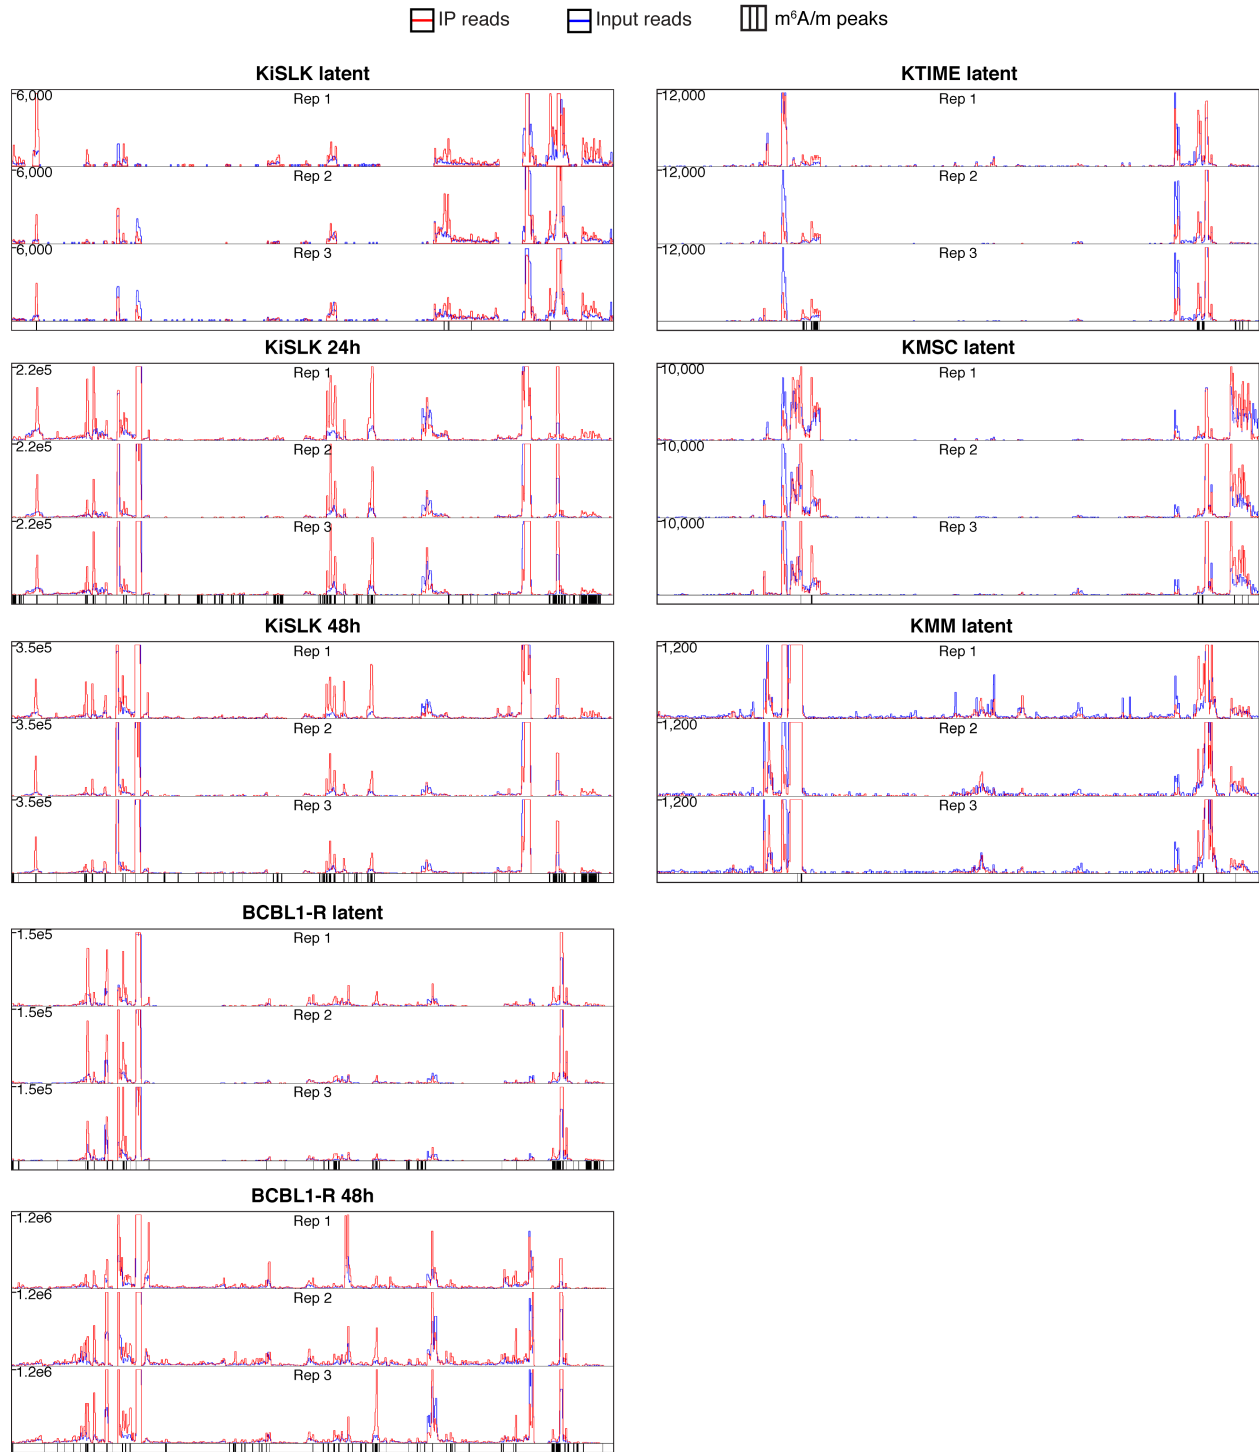 IP reads Input reads m⁶A/m peaks
KiSLK latent
6,000 Rep 1
6,000 Rep 2
6,000 Rep 3
KiSLK 24h
2.2e5 Rep 1
2.2e5 Rep 2
2.2e5 Rep 3
KiSLK 48h
3.5e5 Rep 1
3.5e5 Rep 2
3.5e5 Rep 3
BCBL1-R latent
1.5e5 Rep 1
1.5e5 Rep 2
1.5e5 Rep 3
BCBL1-R 48h
1.2e6 Rep 1
1.2e6 Rep 2
1.2e6 Rep 3
KTIME latent
12,000 Rep 1
12,000 Rep 2
12,000 Rep 3
KMSC latent
10,000 Rep 1
10,000 Rep 2
10,000 Rep 3
KMM latent
1,200 Rep 1
1,200 Rep 2
1,200 Rep 3